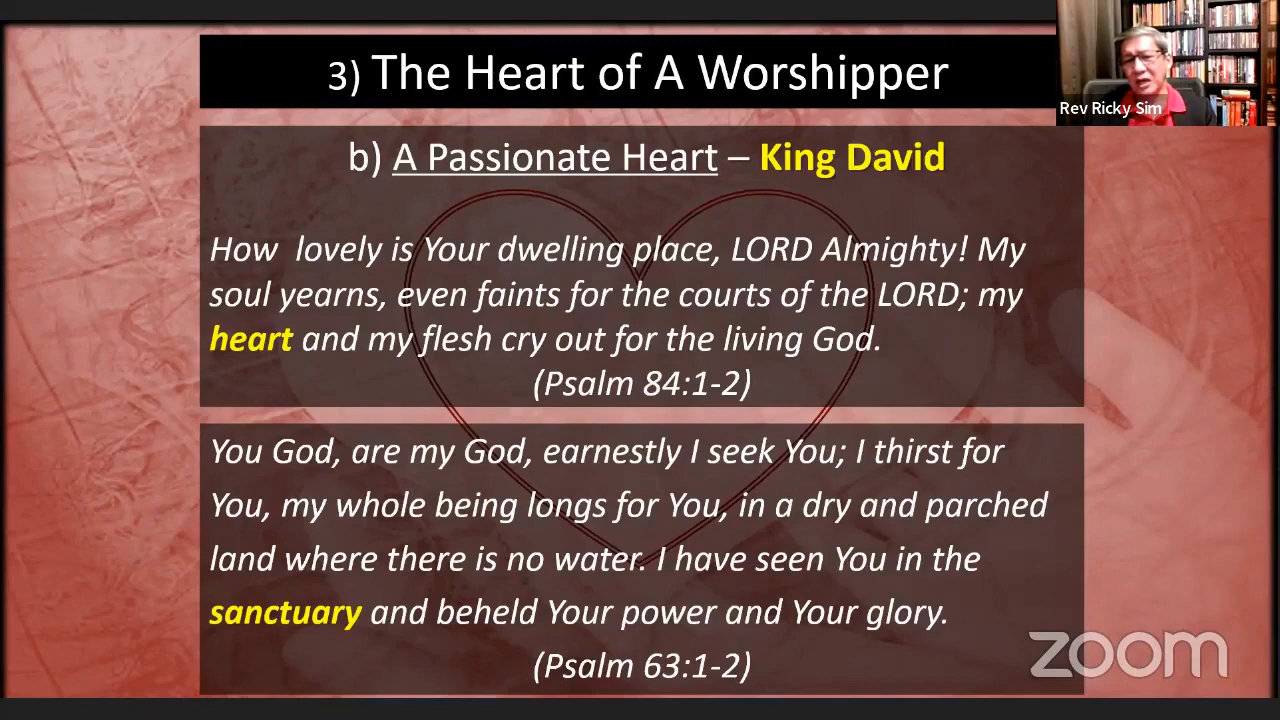 3) The Heart of A Worshipper
Rev Ricky Sim
b) A Passionate Heart – King David
How lovely is Your dwelling place, LORD Almighty! My
soul yearns, even faints for the courts of the LORD; my
heart and my flesh cry out for the living God.
(Psalm 84:1-2)
You God, are my God, earnestly I seek You; I thirst for
You, my whole being longs for You, in a dry and parched
land where there is no water. I have seen You in the
sanctuary and beheld Your power and Your glory.
(Psalm 63:1-2)
zoom